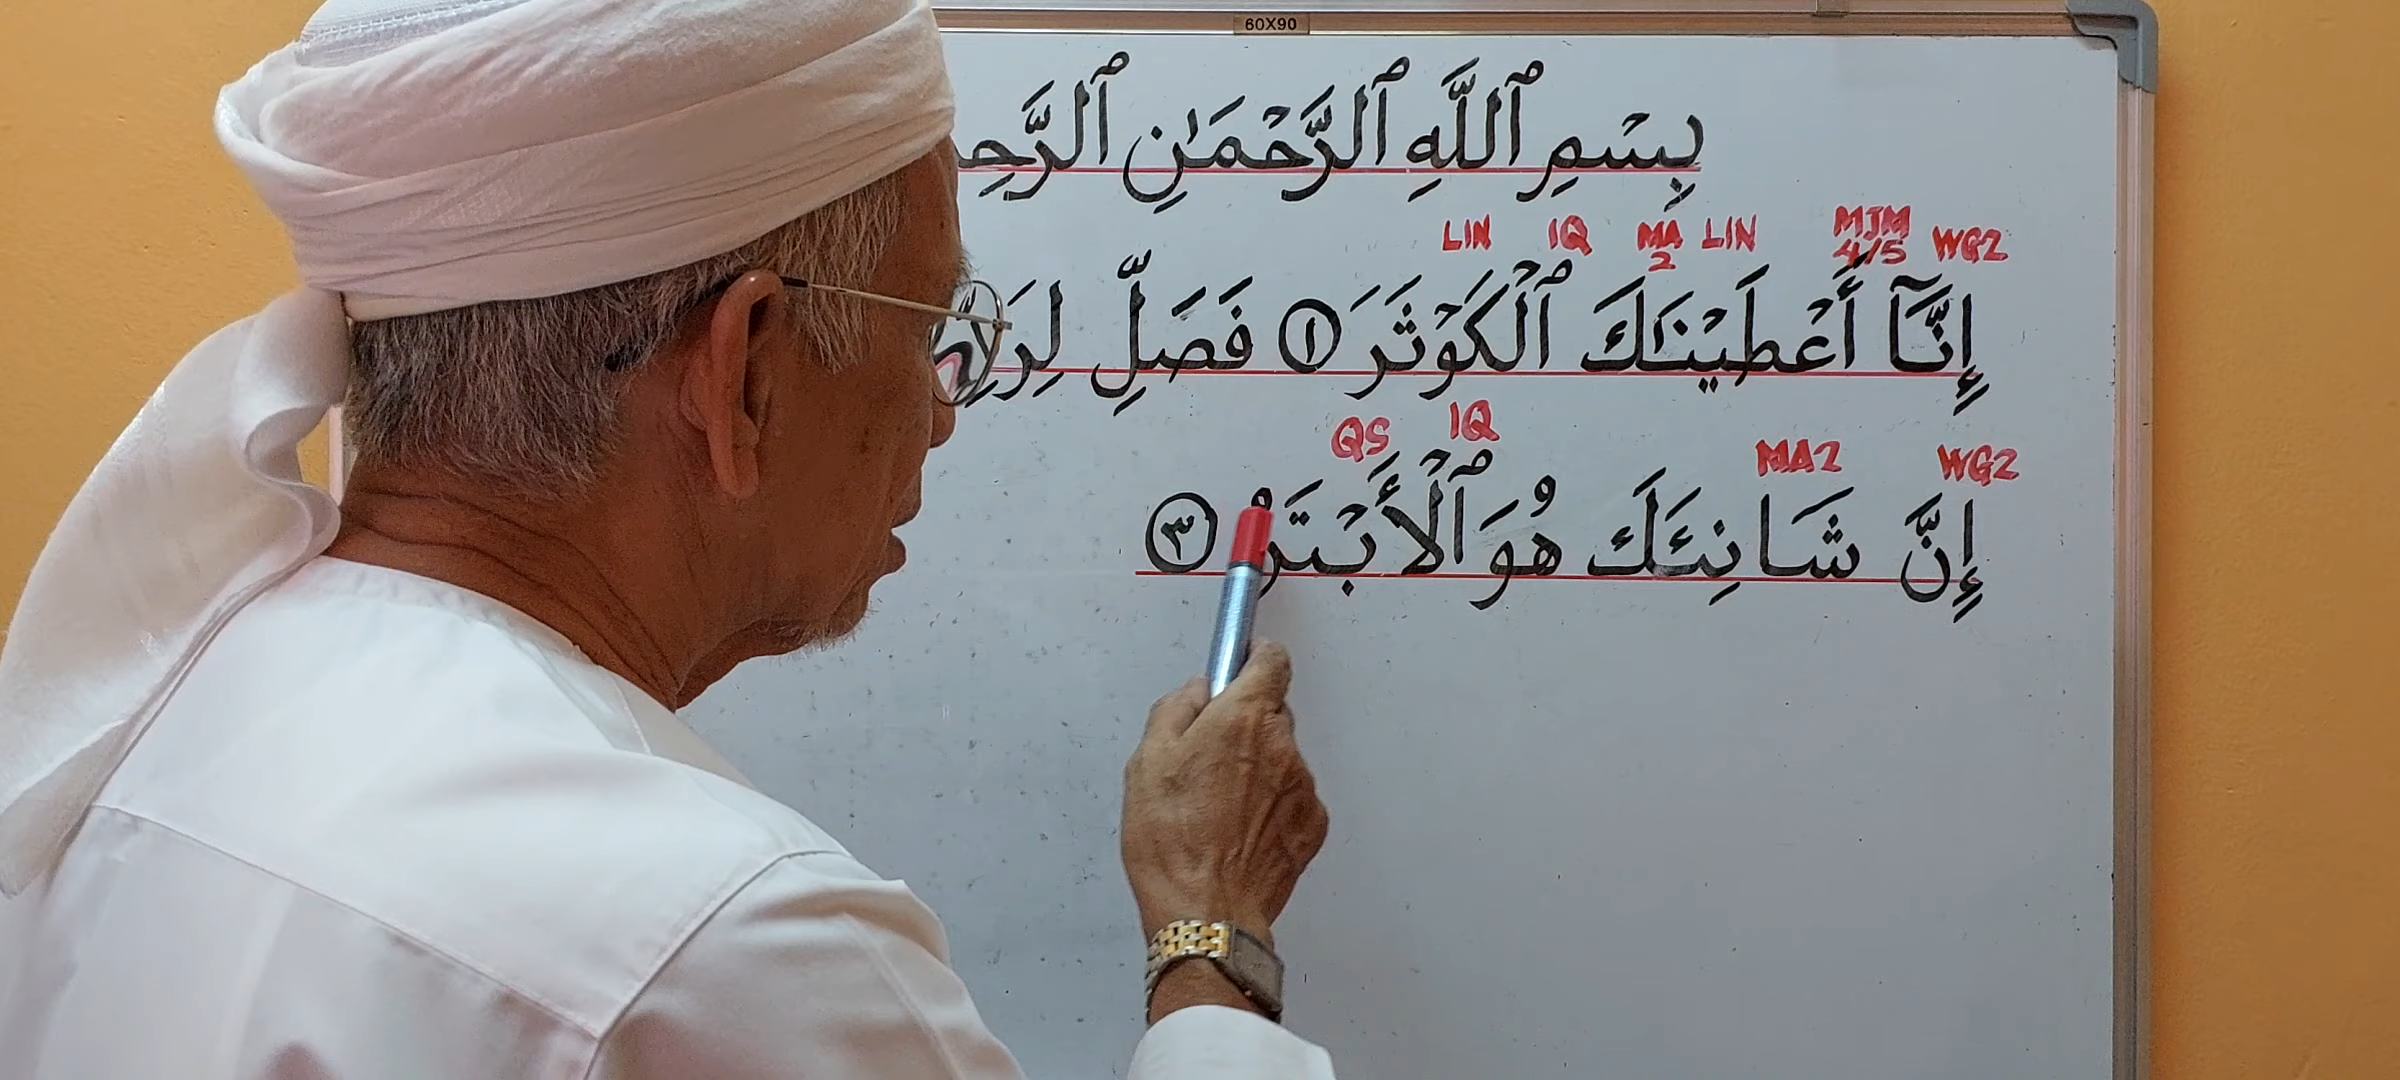 60X90
بِسْمِ ٱللَّهِ ٱلرَّحْمَـٰنِ
LIN IQ MA 2 LIN MJM 4/5 WG2
إِنَّآ أَعْطَيْنَـٰكَ ٱلْكَوْثَرَ ١ فَصَلِّ
QS IQ MA2 WG2
إِنَّ شَانِئَكَ هُوَ ٱلْأَبْتَرُ ٣